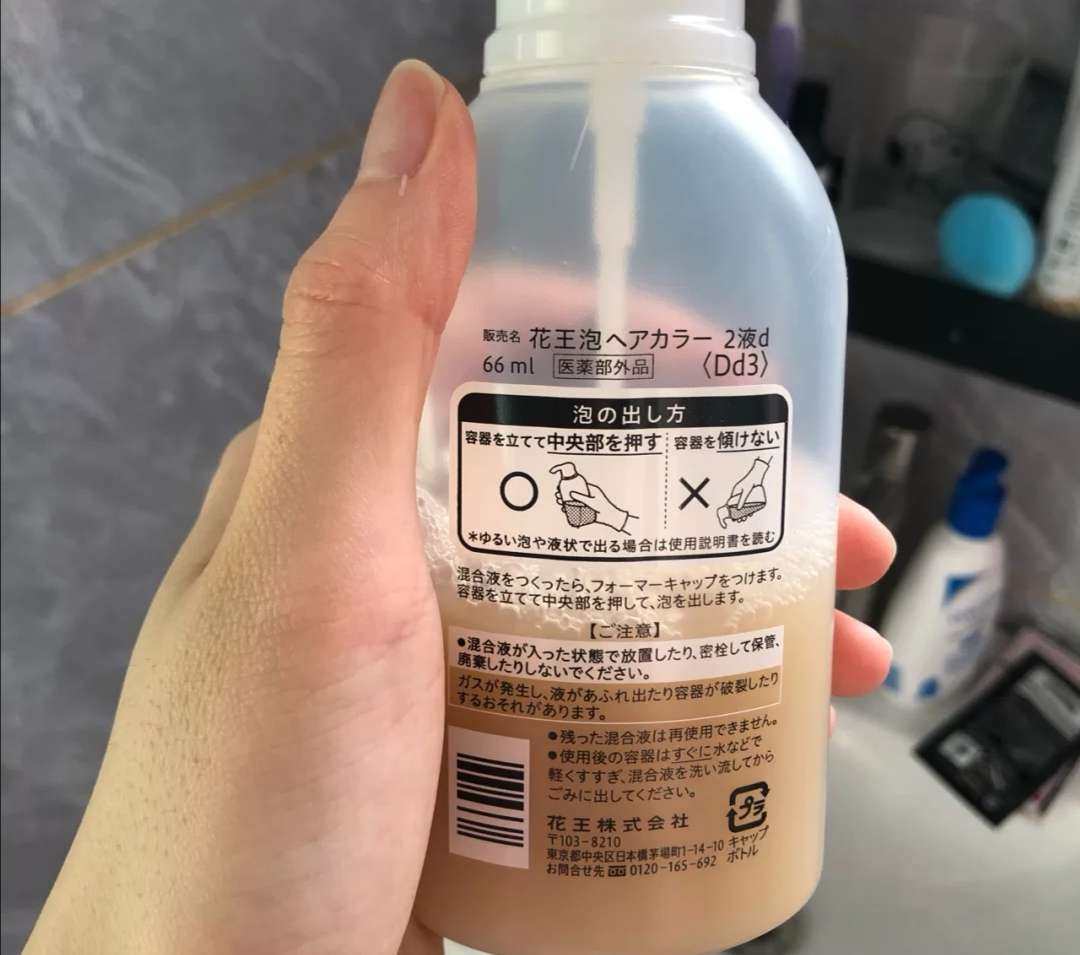 販売名 花王泡ヘアカラー 2液d
66 ml 医薬部外品 〈Dd3〉
泡の出し方
容器を立てて中央部を押す
容器を傾けない
*ゆるい泡や液状で出る場合は使用説明書を読む
混合液をつくったら、フォーマーキャップをつけます。
容器を立てて中央部を押して、泡を出します。
【ご注意】
●混合液が入った状態で放置したり、密栓して保管、
廃棄したりしないでください。
ガスが発生し、液があふれ出たり容器が破裂したり
するおそれがあります。
●残った混合液は再使用できません。
●使用後の容器はすぐに水などで
軽くすすぎ、混合液を洗い流してから
ごみに出してください。
花王株式会社
〒103-8210
東京都中央区日本橋茅場町1-14-10
お問合せ先 0120-165-692
プラ
キャップ
ボトル